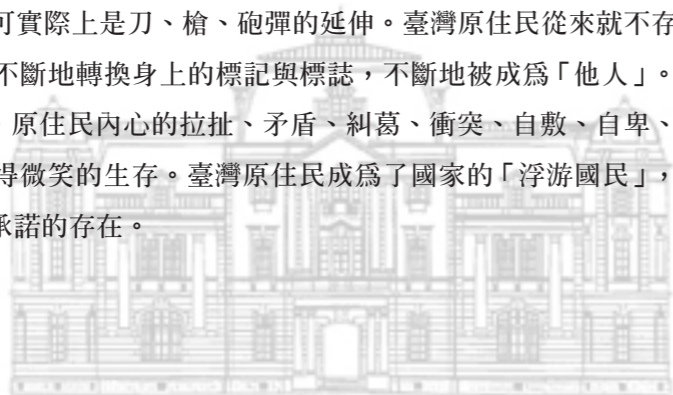 可實際上是刀、槍、砲彈的延伸。臺灣原住民從來就不存
不斷地轉換身上的標記與標誌，不斷地被成爲「他人」。
原住民內心的拉扯、矛盾、糾葛、衝突、自敷、自卑、
得微笑的生存。臺灣原住民成爲了國家的「浮游國民」，
承諾的存在。